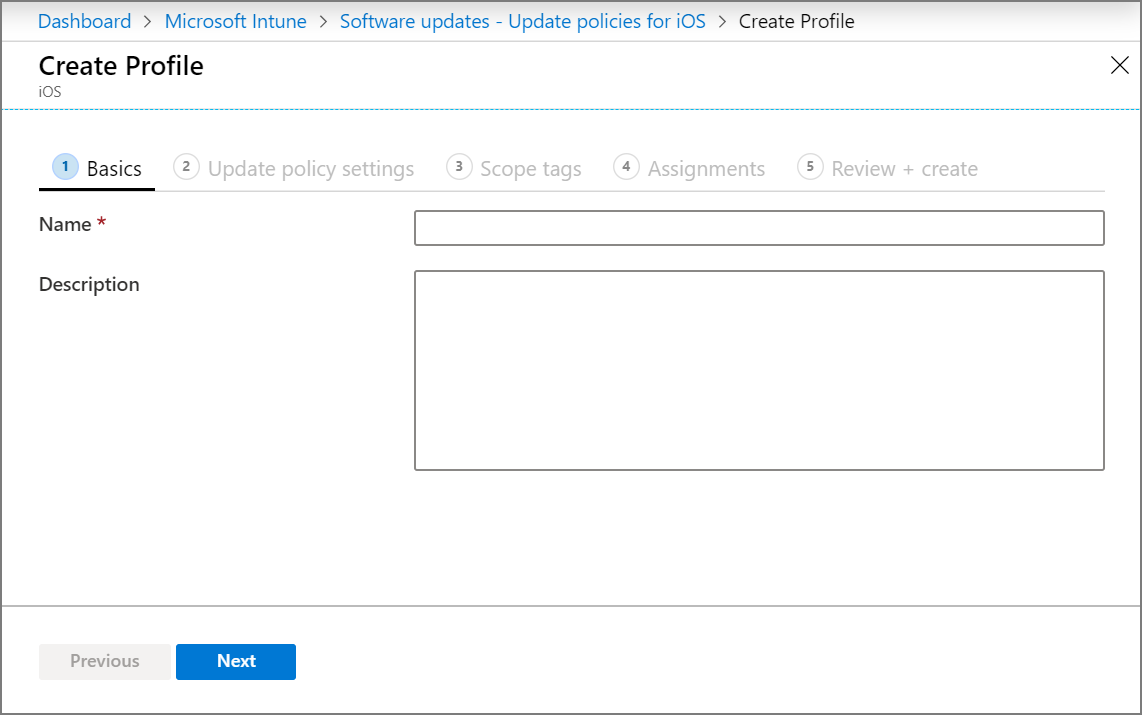 Dashboard > Microsoft Intune > Software updates - Update policies for iOS > Create Profile
Create Profile
iOS
1 Basics 2 Update policy settings 3 Scope tags 4 Assignments 5 Review + create
Name *
Description
Previous Next